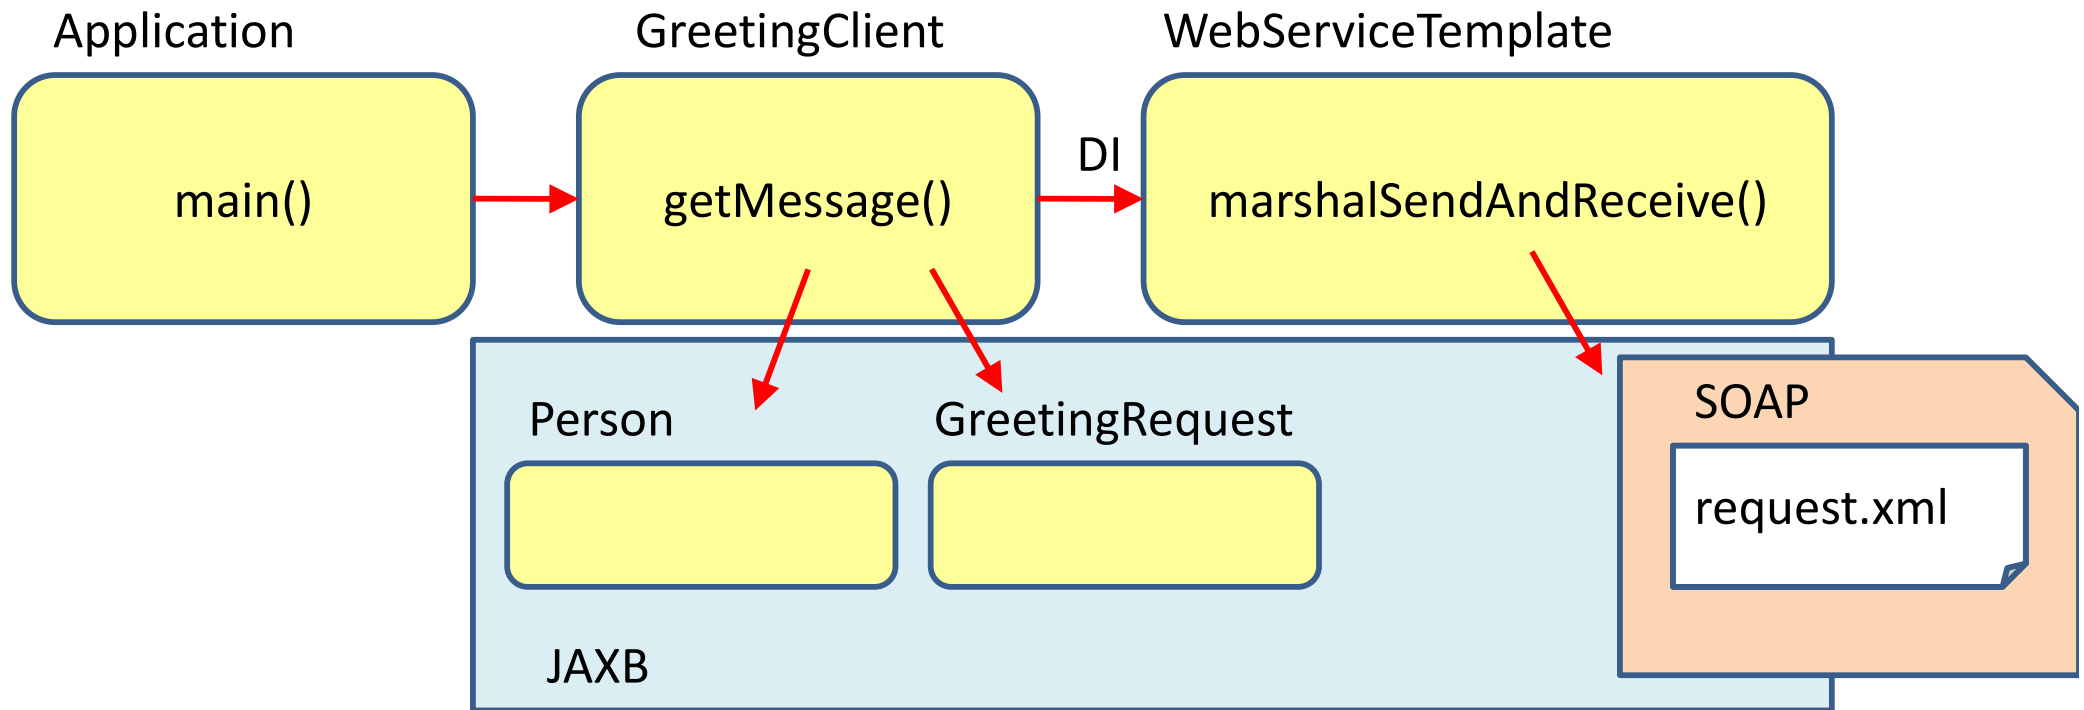 Application
GreetingClient
WebServiceTemplate
main()
getMessage()
DI
marshalSendAndReceive()
Person
GreetingRequest
SOAP
request.xml
JAXB